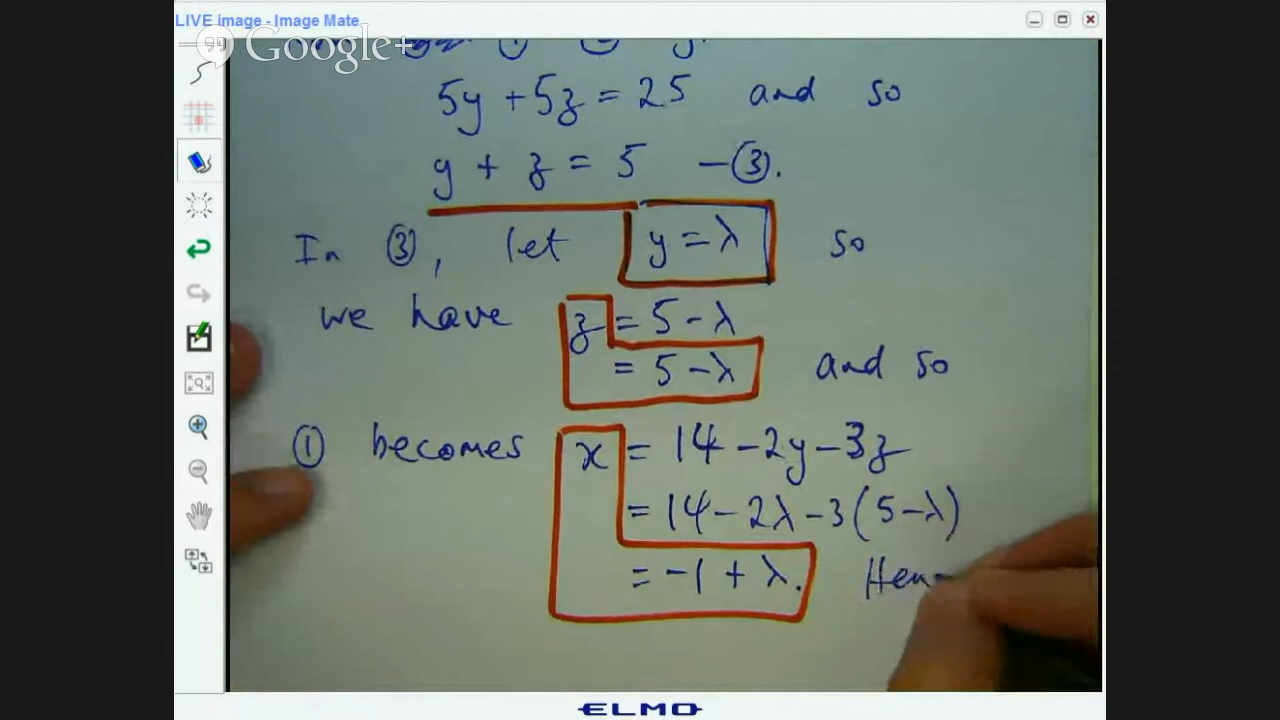 LIVE image - Image Mate
Google+
5y + 5z = 25 and so
y + z = 5 — ③.
In ③, let y = λ so
we have z = 5 - λ
= 5 - λ and so
① becomes x = 14 - 2y - 3z
= 14 - 2λ - 3(5 - λ)
= -1 + λ. Hen
ELMO